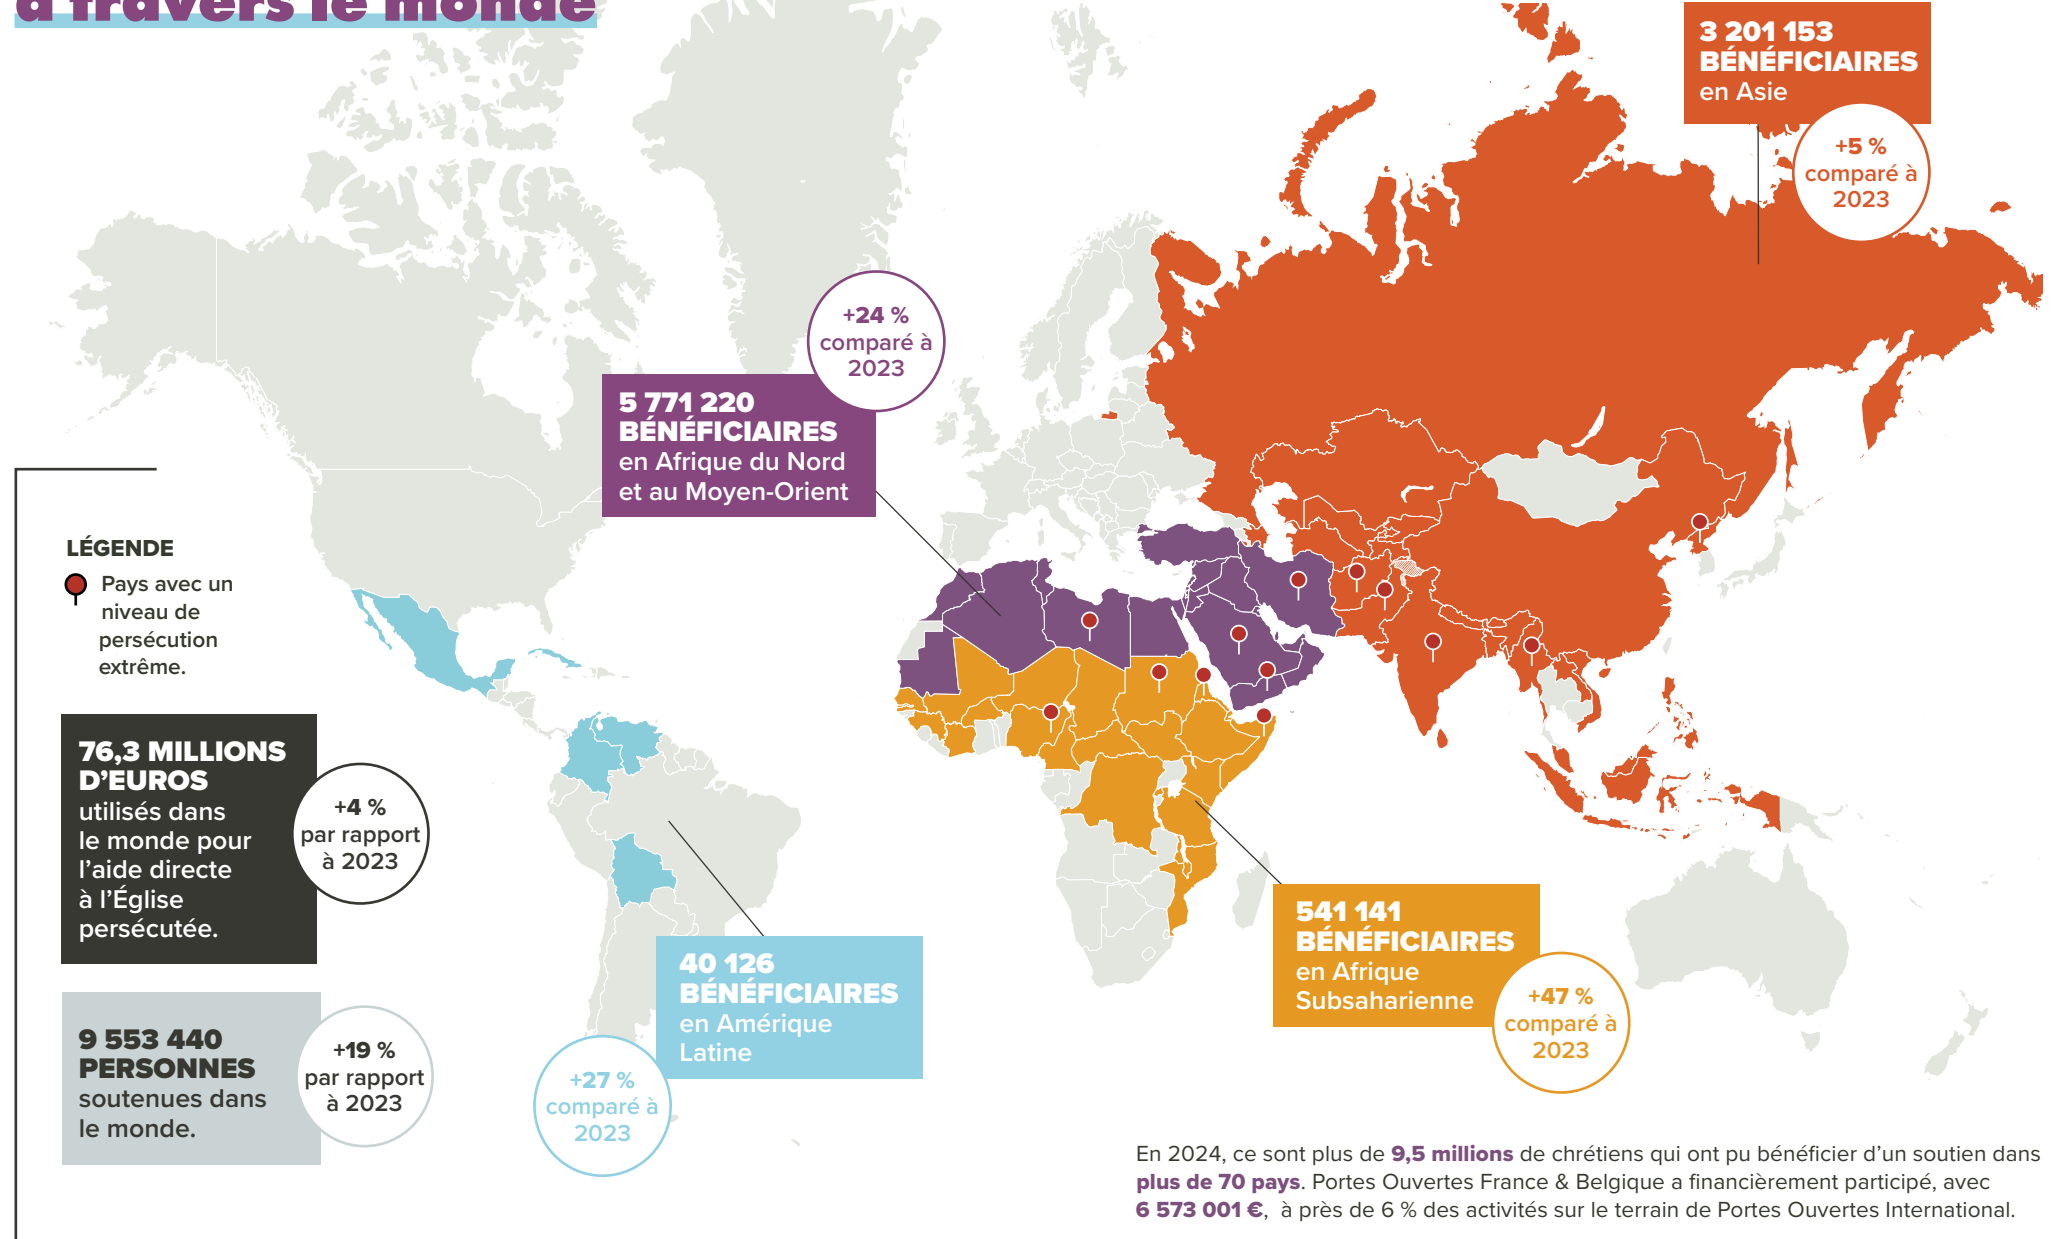 à travers le monde
3 201 153
BÉNÉFICIAIRES
en Asie
+5 %
comparé à
2023
+24 %
comparé à
2023
5 771 220
BÉNÉFICIAIRES
en Afrique du Nord
et au Moyen-Orient
LÉGENDE
Pays avec un
niveau de
persécution
extrême.
76,3 MILLIONS
D’EUROS
utilisés dans
le monde pour
l’aide directe
à l’Église
persécutée.
+4 %
par rapport
à 2023
9 553 440
PERSONNES
soutenues dans
le monde.
+19 %
par rapport
à 2023
40 126
BÉNÉFICIAIRES
en Amérique
Latine
+27 %
comparé à
2023
541 141
BÉNÉFICIAIRES
en Afrique
Subsaharienne
+47 %
comparé à
2023
En 2024, ce sont plus de 9,5 millions de chrétiens qui ont pu bénéficier d’un soutien dans
plus de 70 pays. Portes Ouvertes France & Belgique a financièrement participé, avec
6 573 001 €, à près de 6 % des activités sur le terrain de Portes Ouvertes International.